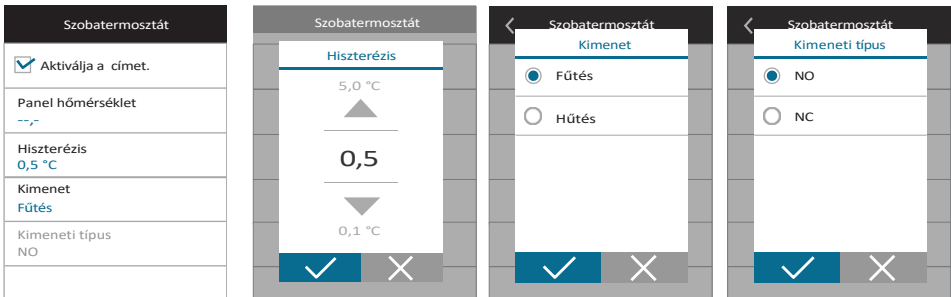 Szobatermosztát
Aktiválja a címet.
Panel hőmérséklet
--,-
Hiszterézis
0,5 °C
Kimenet
Fűtés
Kimeneti típus
NO
Szobatermosztát
Hiszterézis
5,0 °C
0,5
0,1 °C
Szobatermosztát
Kimenet
Fűtés
Hűtés
Szobatermosztát
Kimeneti típus
NO
NC